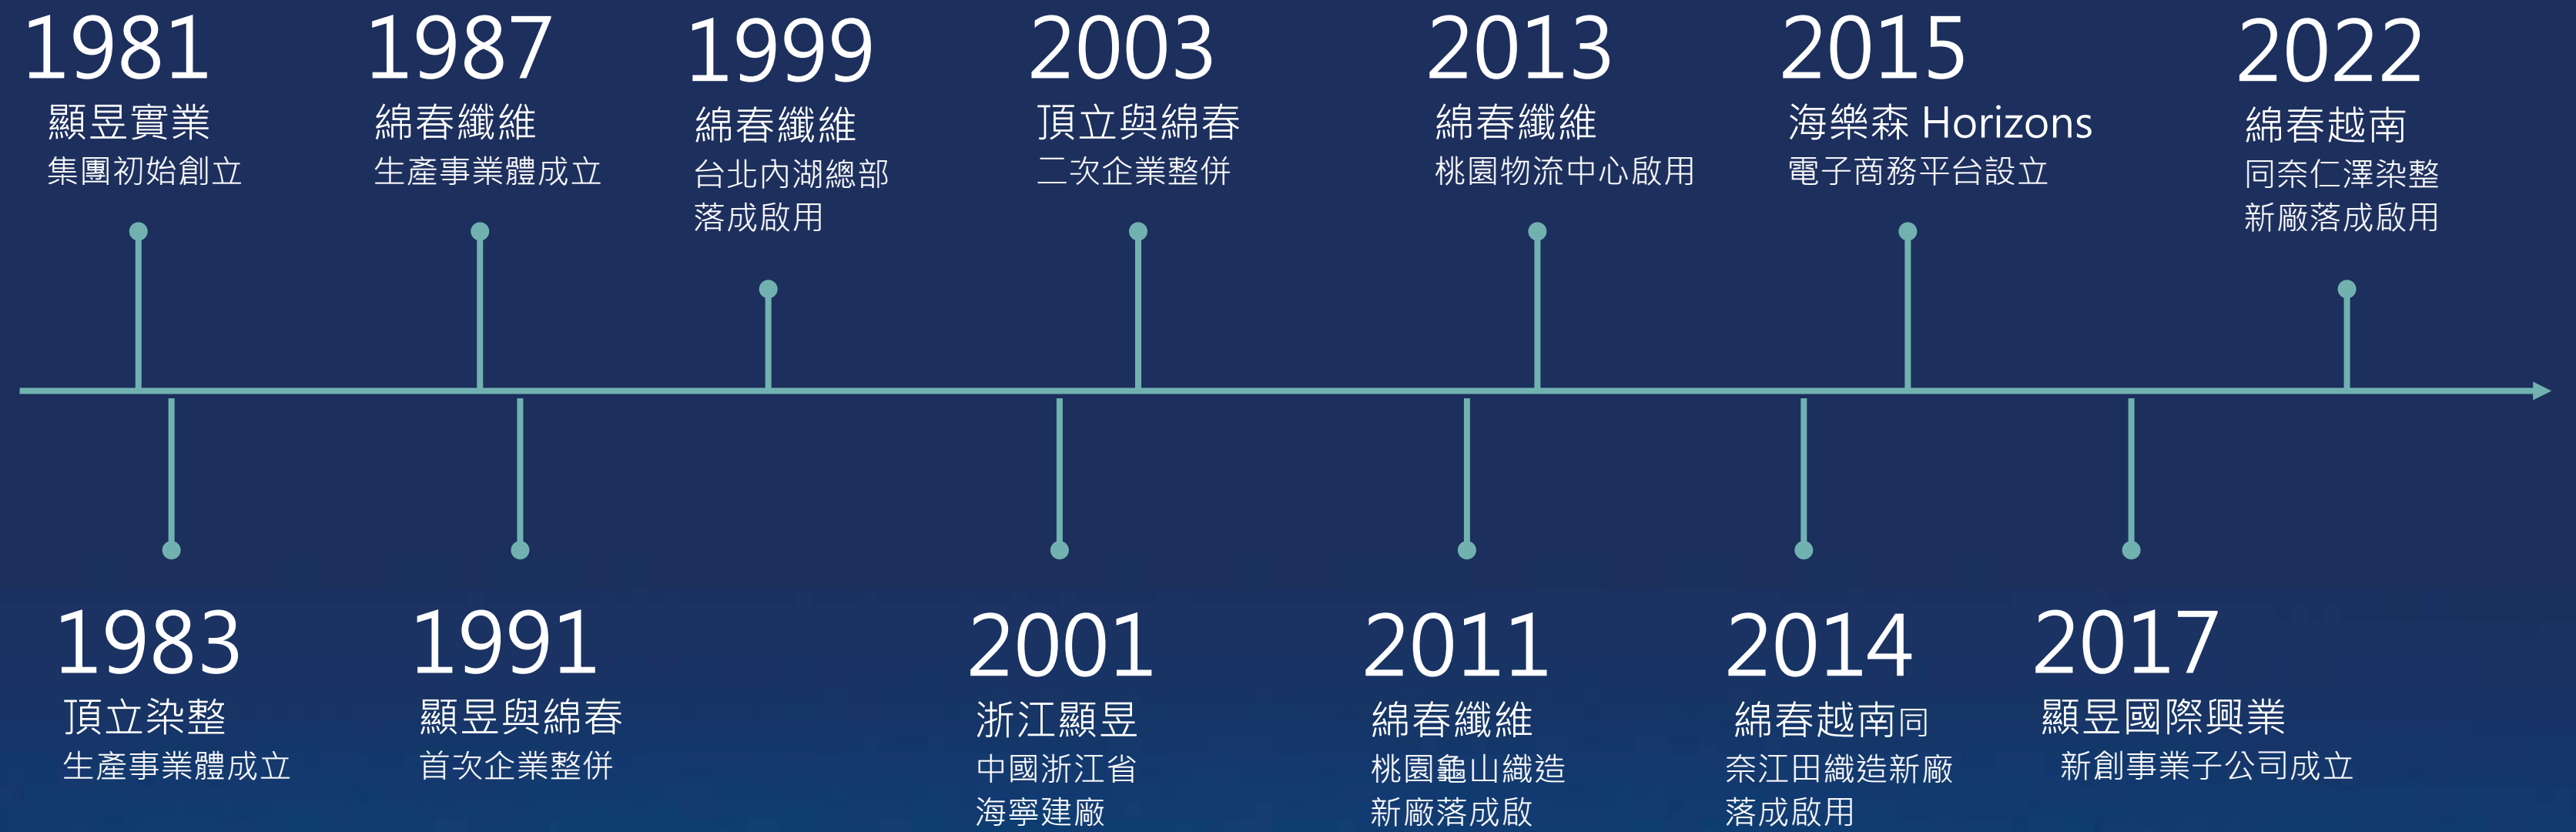 1981
顯昱實業
集團初始創立
1987
綿春纖維
生產事業體成立
1999
綿春纖維
台北內湖總部
落成啟用
2003
頂立與綿春
二次企業整併
2013
綿春纖維
桃園物流中心啟用
2015
海樂森 Horizons
電子商務平台設立
2022
綿春越南
同奈仁澤染整
新廠落成啟用
1983
頂立染整
生產事業體成立
1991
顯昱與綿春
首次企業整併
2001
浙江顯昱
中國浙江省
海寧建廠
2011
綿春纖維
桃園龜山織造
新廠落成啟
2014
綿春越南同
奈江田織造新廠
落成啟用
2017
顯昱國際興業
新創事業子公司成立